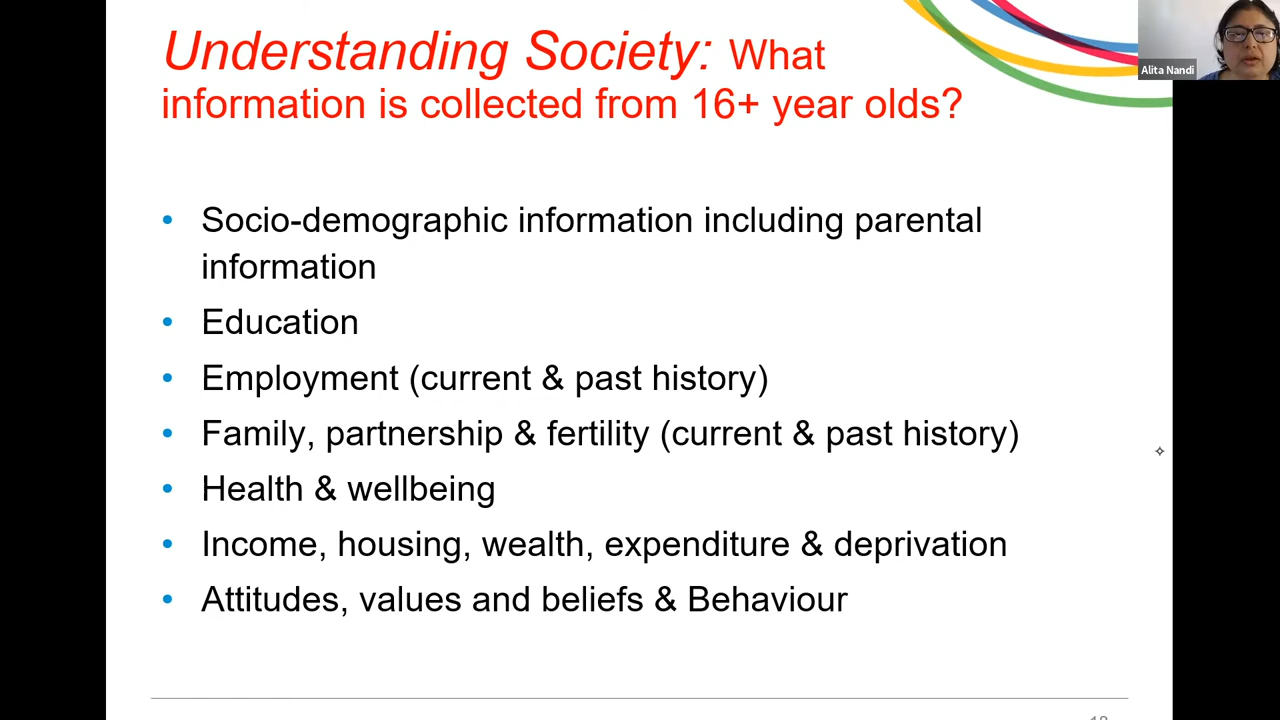 Understanding Society: What
information is collected from 16+ year olds?
Alita Nandi
• Socio-demographic information including parental
information
• Education
• Employment (current & past history)
• Family, partnership & fertility (current & past history)
• Health & wellbeing
• Income, housing, wealth, expenditure & deprivation
• Attitudes, values and beliefs & Behaviour